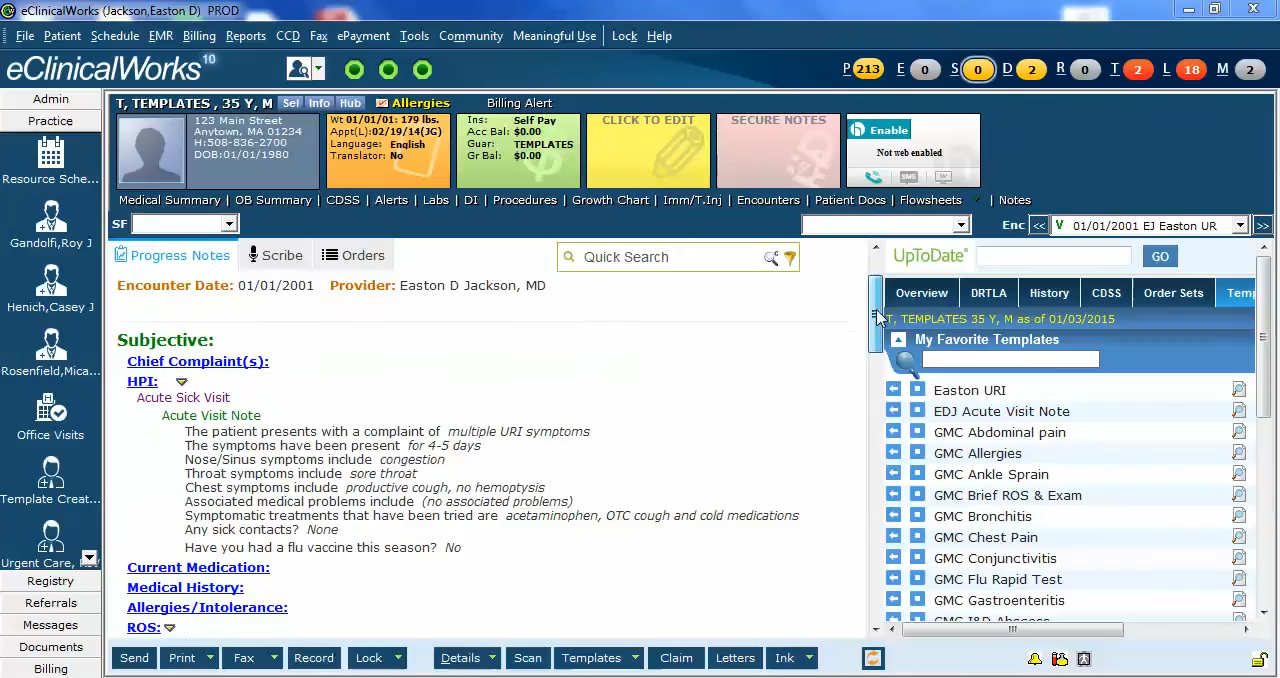 eClinicalWorks (Jackson,Easton D) PROD
File Patient Schedule EMR Billing Reports CCD Fax ePayment Tools Community Meaningful Use Lock Help
eClinicalWorks 10
P 213 E 0 S 0 D 2 R 0 T 2 L 18 M 2
Admin
Practice
Resource Sche...
Gandolfi,Roy J
Henich,Casey J
Rosenfield,Mica...
Office Visits
Template Creat...
Urgent Care,
Registry
Referrals
Messages
Documents
Billing
T, TEMPLATES , 35 Y, M Sel Info Hub Allergies Billing Alert
123 Main Street
Anytown, MA 01234
H:508-836-2700
DOB:01/01/1980
Wt 01/01/01: 179 lbs.
Appt(L):02/19/14(JG)
Language: English
Translator: No
Ins: Self Pay
Acc Bal: $0.00
Guar: TEMPLATES
Gr Bal: $0.00
CLICK TO EDIT
SECURE NOTES
h Enable
Not web enabled
SMS
Medical Summary | OB Summary | CDSS | Alerts | Labs | DI | Procedures | Growth Chart | Imm/T.Inj | Encounters | Patient Docs | Flowsheets | Notes
SF
Enc << V 01/01/2001 EJ Easton UR >>
Progress Notes Scribe Orders
Quick Search
Encounter Date: 01/01/2001 Provider: Easton D Jackson, MD
Subjective:
Chief Complaint(s):
HPI:
Acute Sick Visit
Acute Visit Note
The patient presents with a complaint of multiple URI symptoms
The symptoms have been present for 4-5 days
Nose/Sinus symptoms include congestion
Throat symptoms include sore throat
Chest symptoms include productive cough, no hemoptysis
Associated medical problems include (no associated problems)
Symptomatic treatments that have been tried are acetaminophen, OTC cough and cold medications
Any sick contacts? None
Have you had a flu vaccine this season? No
Current Medication:
Medical History:
Allergies/Intolerance:
ROS:
UpToDate GO
Overview DRTLA History CDSS Order Sets Temp
T, TEMPLATES 35 Y, M as of 01/03/2015
My Favorite Templates
Easton URI
EDJ Acute Visit Note
GMC Abdominal pain
GMC Allergies
GMC Ankle Sprain
GMC Brief ROS & Exam
GMC Bronchitis
GMC Chest Pain
GMC Conjunctivitis
GMC Flu Rapid Test
GMC Gastroenteritis
GMC I&D Abscess
Send Print Fax Record Lock Details Scan Templates Claim Letters Ink